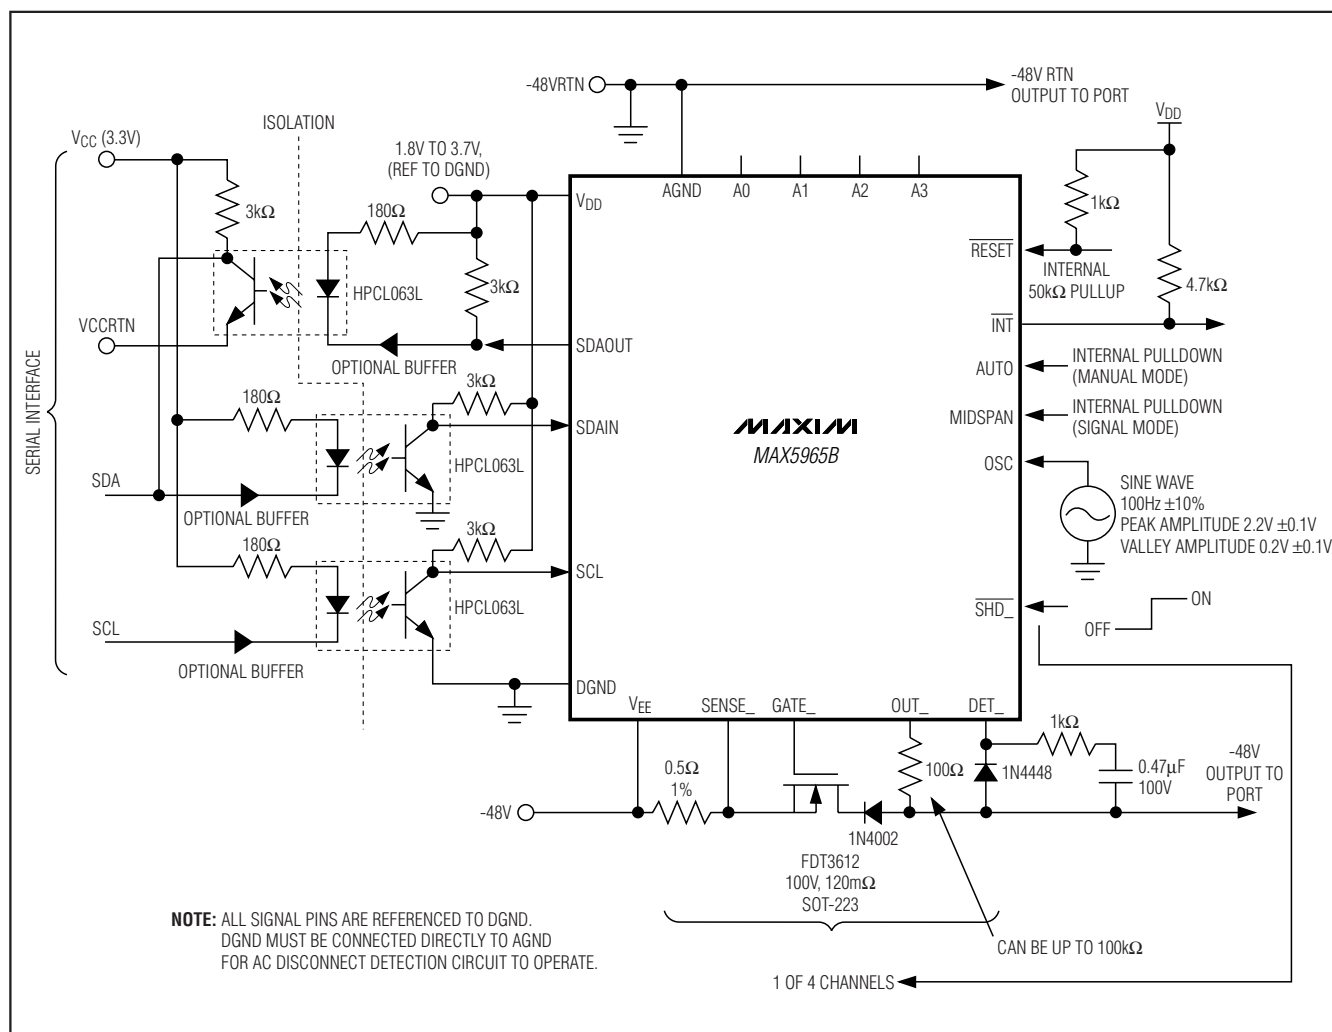 -48VRTN
-48V RTN
OUTPUT TO PORT
VDD
ISOLATION
VCC (3.3V)
1.8V TO 3.7V,
(REF TO DGND)
3kΩ
180Ω
VDD
AGND
A0
A1
A2
A3
1kΩ
RESET
INTERNAL
50kΩ PULLUP
4.7kΩ
HPCL063L
3kΩ
VCCRTN
SDAOUT
INT
OPTIONAL BUFFER
SERIAL INTERFACE
AUTO
INTERNAL PULLDOWN
(MANUAL MODE)
180Ω
3kΩ
SDAIN
MAXIM
MAX5965B
MIDSPAN
INTERNAL PULLDOWN
(SIGNAL MODE)
HPCL063L
OSC
SDA
OPTIONAL BUFFER
SINE WAVE
100Hz ±10%
PEAK AMPLITUDE 2.2V ±0.1V
VALLEY AMPLITUDE 0.2V ±0.1V
180Ω
3kΩ
SCL
HPCL063L
SHD_
ON
OFF
SCL
OPTIONAL BUFFER
DGND
VEE
SENSE_
GATE_
OUT_
DET_
1kΩ
0.5Ω
1%
100Ω
1N4448
0.47μF
100V
-48V
OUTPUT TO
PORT
-48V
1N4002
FDT3612
100V, 120mΩ
SOT-223
NOTE: ALL SIGNAL PINS ARE REFERENCED TO DGND.
DGND MUST BE CONNECTED DIRECTLY TO AGND
FOR AC DISCONNECT DETECTION CIRCUIT TO OPERATE.
CAN BE UP TO 100kΩ
1 OF 4 CHANNELS